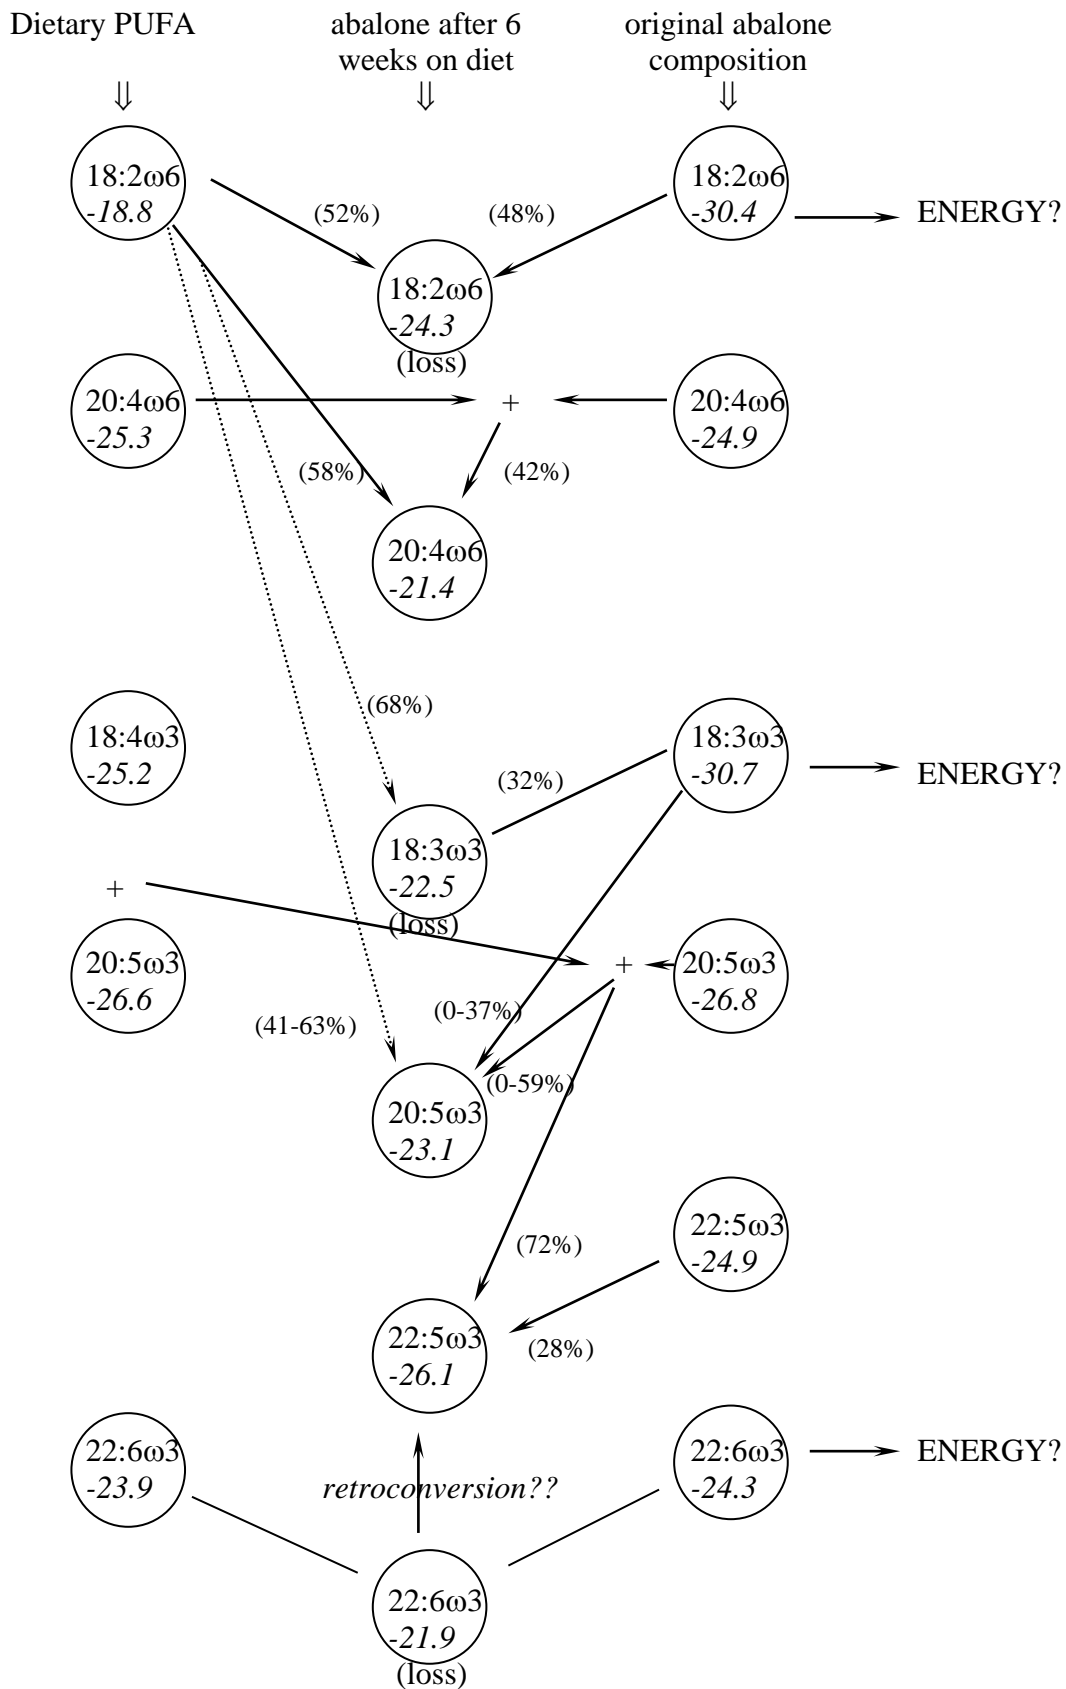 Dietary PUFA
abalone after 6
weeks on diet
original abalone
composition
⇓
⇓
⇓
18:2ω6
-18.8
(52%)
(48%)
18:2ω6
-30.4
ENERGY?
18:2ω6
-24.3
(loss)
20:4ω6
-25.3
+
20:4ω6
-24.9
(58%)
(42%)
20:4ω6
-21.4
(68%)
18:4ω3
-25.2
18:3ω3
-30.7
ENERGY?
(32%)
18:3ω3
-22.5
(loss)
+
20:5ω3
-26.6
+
20:5ω3
-26.8
(41-63%)
(0-37%)
(0-59%)
20:5ω3
-23.1
22:5ω3
-24.9
(72%)
(28%)
22:5ω3
-26.1
22:6ω3
-23.9
retroconversion??
22:6ω3
-24.3
ENERGY?
22:6ω3
-21.9
(loss)